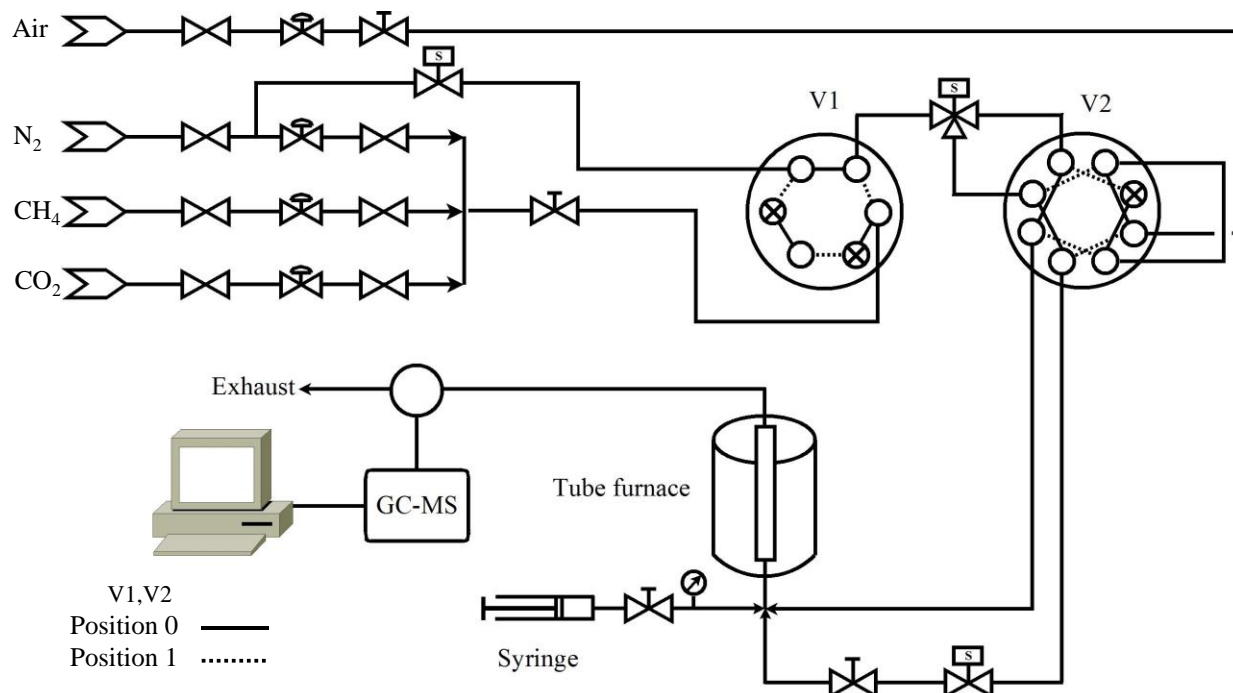 Air
S
N₂
V1
S
V2
CH₄
CO₂
Exhaust
GC-MS
Tube furnace
V1,V2
Position 0
Position 1
Syringe
S